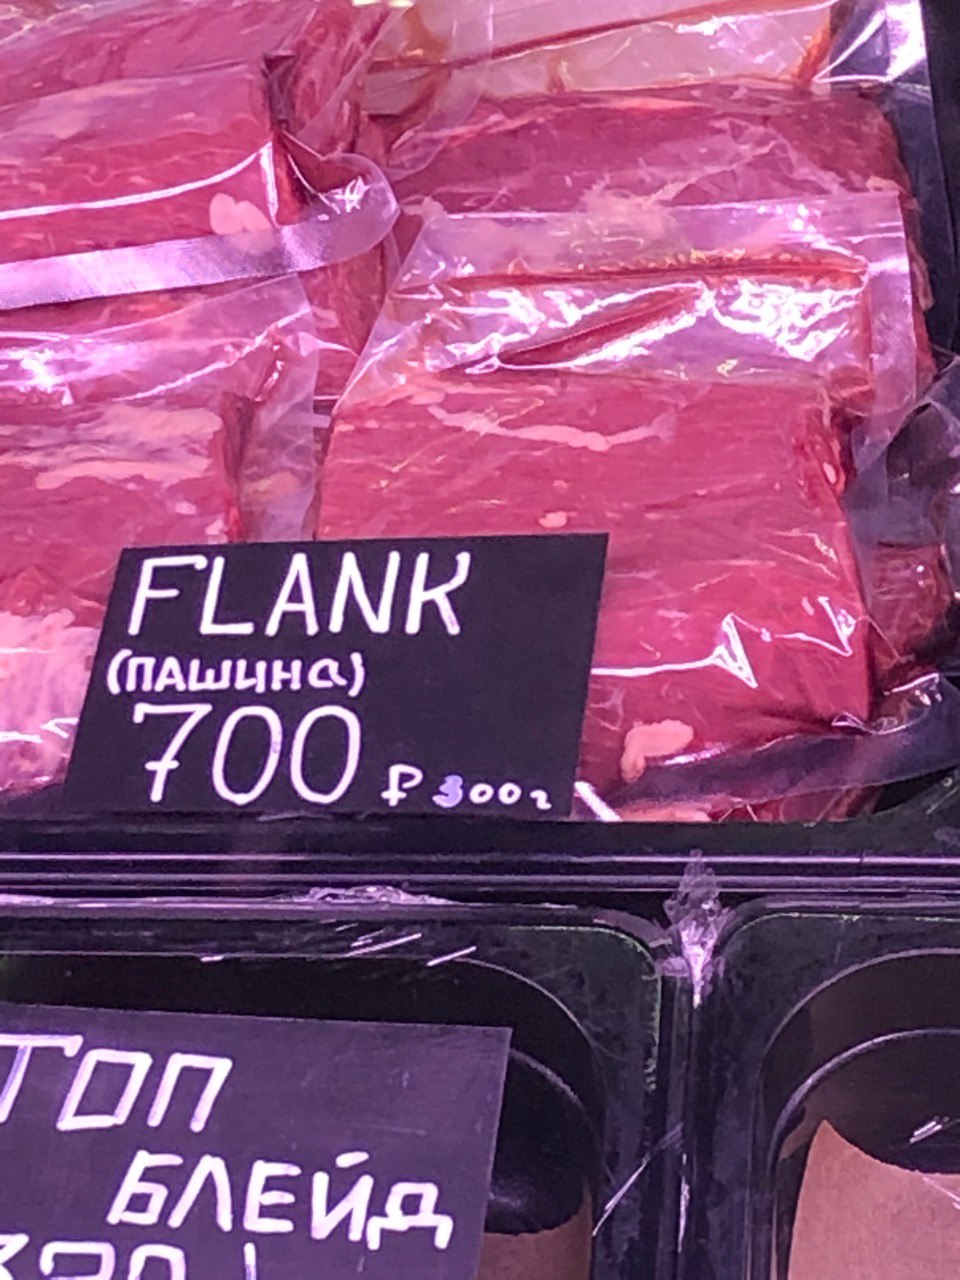 FLANK
(ПАШИНА)
700 ₽ 300г
ТОП
БЛЕЙД